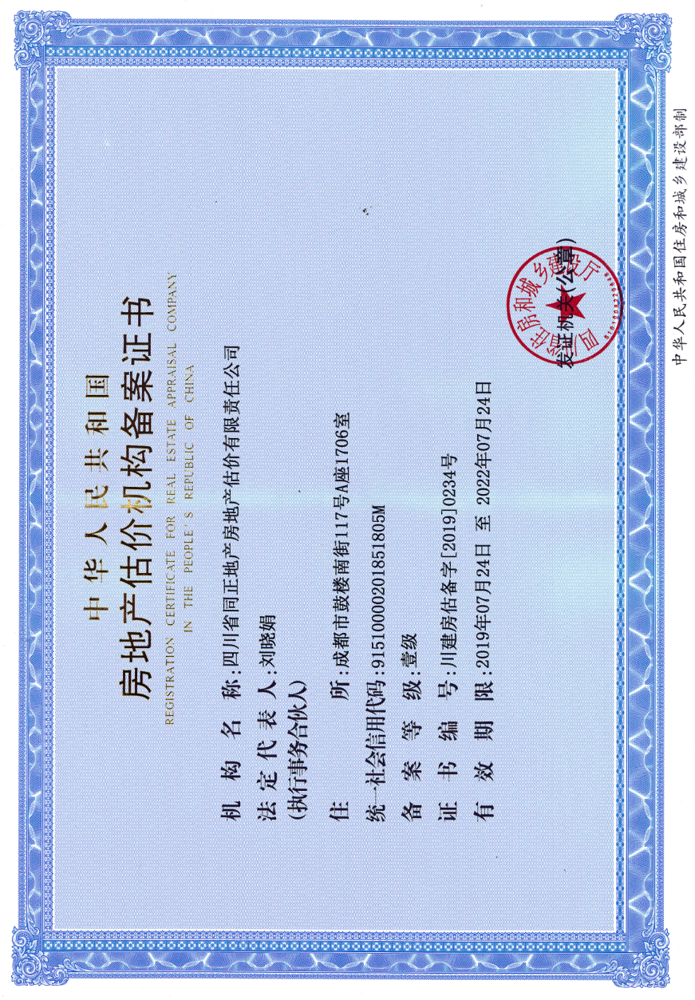 中华人民共和国
房地产估价机构备案证书
REGISTRATION CERTIFICATE FOR REAL ESTATE APPRAISAL COMPANY
IN THE PEOPLE'S REPUBLIC OF CHINA
机构名称:四川省同正地产房地产估价有限责任公司
法定代表人:刘晓娟
(执行事务合伙人)
住所:成都市鼓楼南街117号A座1706室
统一社会信用代码:91510000201851805M
备案等级:壹级
证书编号:川建房估备字[2019]0234号
有效期限:2019年07月24日 至 2022年07月24日
四川省住房和城乡建设厅
发证机关(公章)
中华人民共和国住房和城乡建设部制